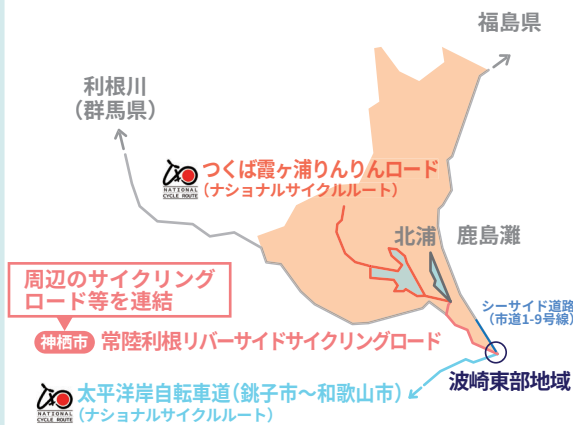 福島県
利根川
（群馬県）
NATIONAL
CYCLE ROUTE
つくば霞ヶ浦りんりんロード
（ナショナルサイクルルート）
北浦
鹿島灘
周辺のサイクリング
ロード等を連結
シーサイド道路
（市道1-9号線）
神栖市
常陸利根リバーサイドサイクリングロード
波崎東部地域
NATIONAL
CYCLE ROUTE
太平洋岸自転車道（銚子市～和歌山市）
（ナショナルサイクルルート）